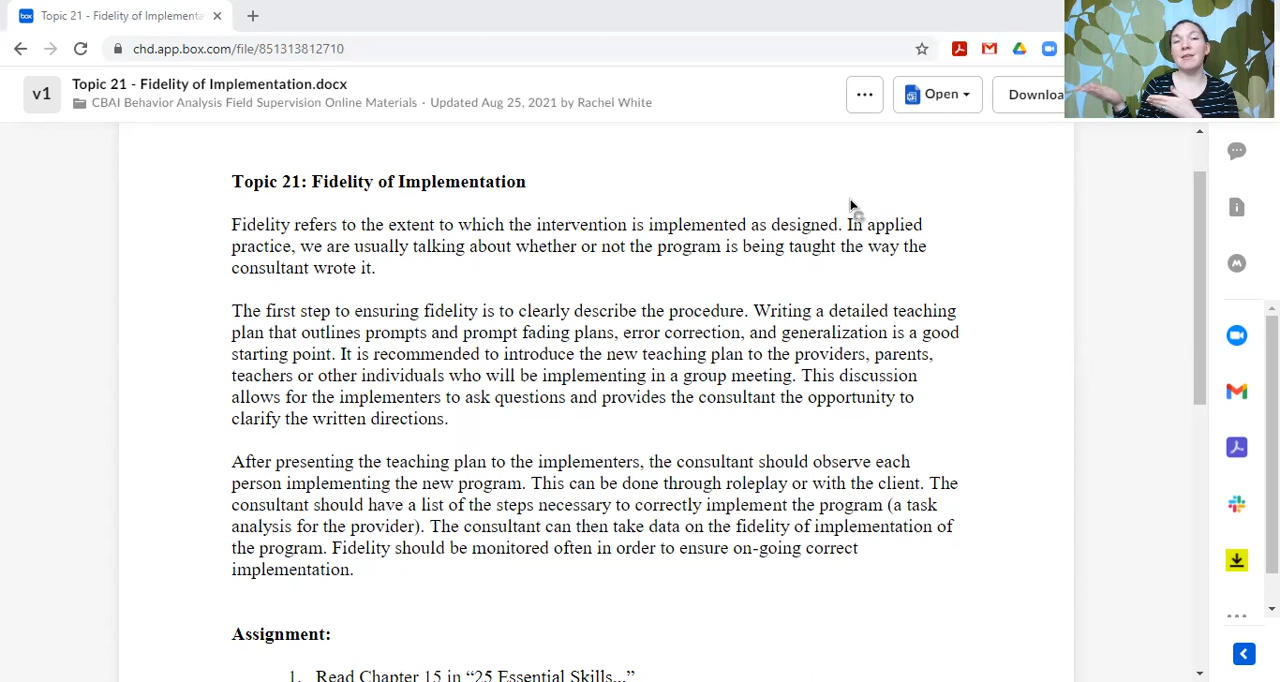 Topic 21 - Fidelity of Implementa
chd.app.box.com/file/851313812710
v1
Topic 21 - Fidelity of Implementation.docx
CBAI Behavior Analysis Field Supervision Online Materials · Updated Aug 25, 2021 by Rachel White
Open
Downloa
Topic 21: Fidelity of Implementation
Fidelity refers to the extent to which the intervention is implemented as designed. In applied
practice, we are usually talking about whether or not the program is being taught the way the
consultant wrote it.
The first step to ensuring fidelity is to clearly describe the procedure. Writing a detailed teaching
plan that outlines prompts and prompt fading plans, error correction, and generalization is a good
starting point. It is recommended to introduce the new teaching plan to the providers, parents,
teachers or other individuals who will be implementing in a group meeting. This discussion
allows for the implementers to ask questions and provides the consultant the opportunity to
clarify the written directions.
After presenting the teaching plan to the implementers, the consultant should observe each
person implementing the new program. This can be done through roleplay or with the client. The
consultant should have a list of the steps necessary to correctly implement the program (a task
analysis for the provider). The consultant can then take data on the fidelity of implementation of
the program. Fidelity should be monitored often in order to ensure on-going correct
implementation.
Assignment:
1. Read Chapter 15 in “25 Essential Skills...”